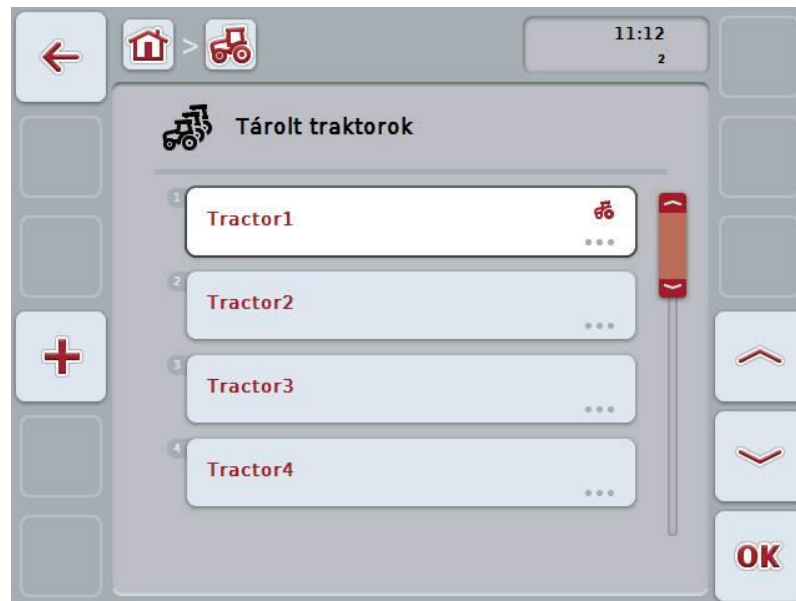 11:12
2
Tárolt traktorok
1
Tractor1
2
Tractor2
3
Tractor3
4
Tractor4
OK